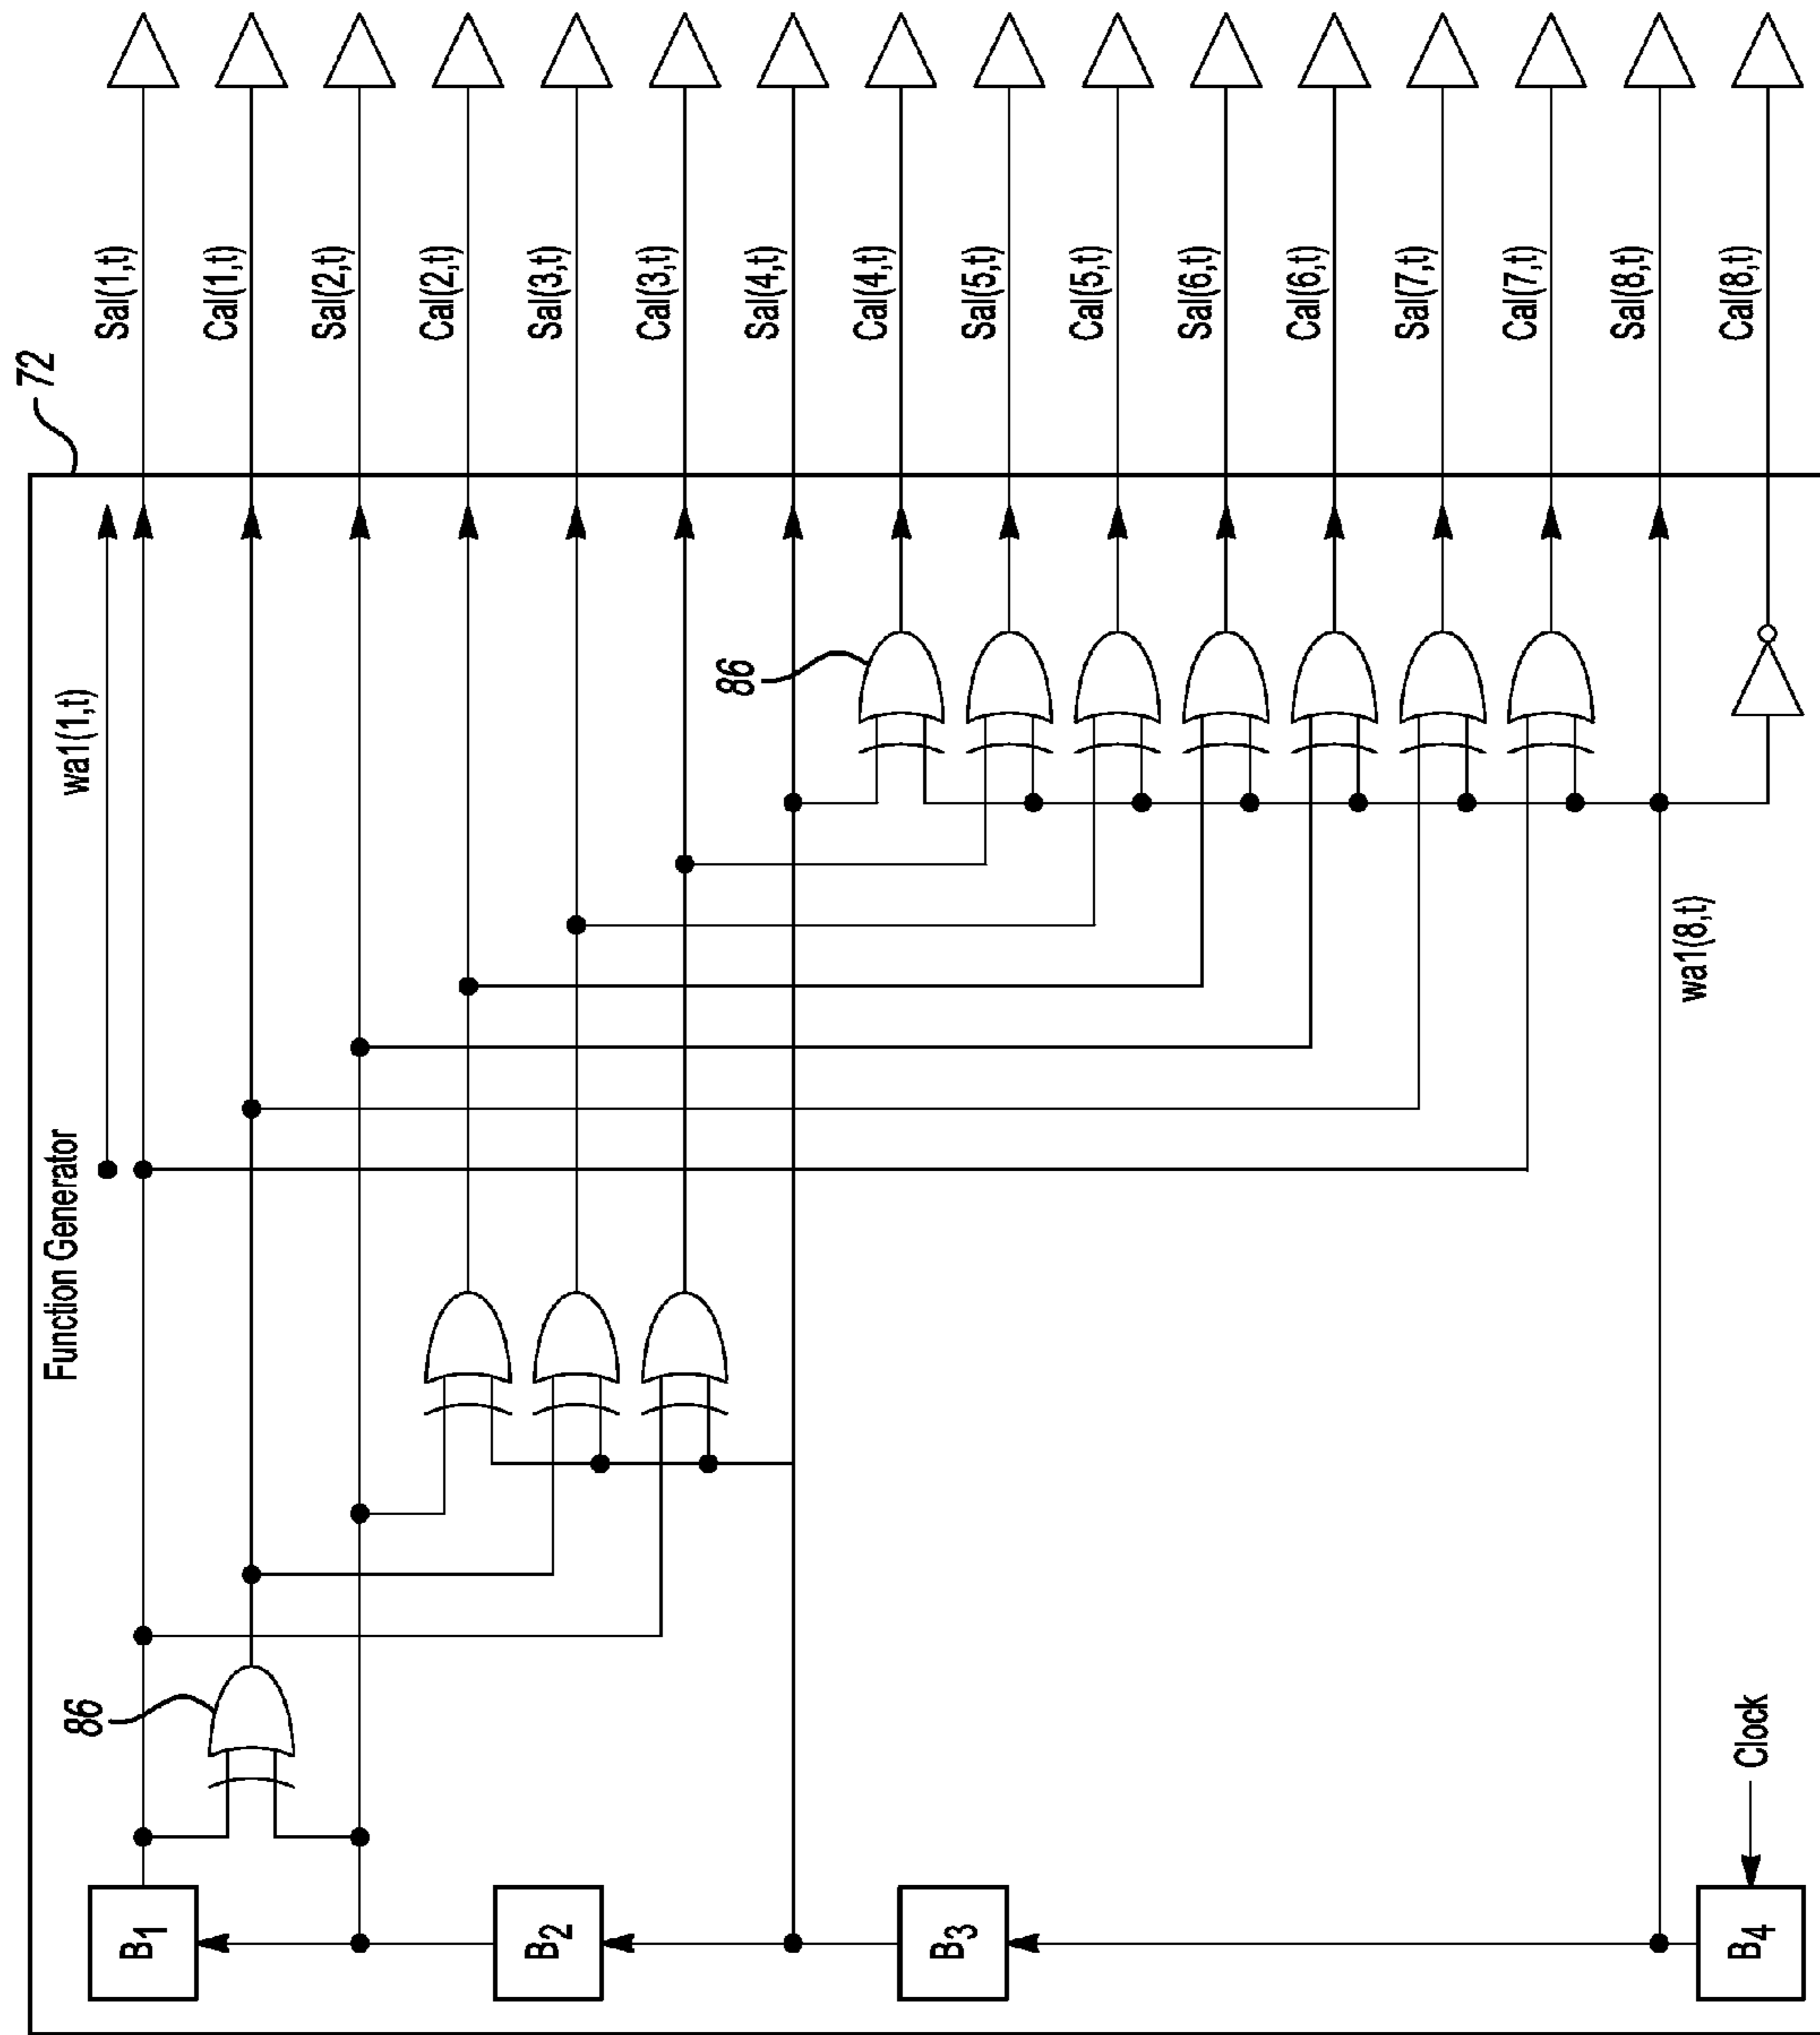 72
Function Generator
wa1(1,t)
Sal(1,t)
Cal(1,t)
Sal(2,t)
Cal(2,t)
Sal(3,t)
Cal(3,t)
Sal(4,t)
Cal(4,t)
Sal(5,t)
Cal(5,t)
Sal(6,t)
Cal(6,t)
Sal(7,t)
Cal(7,t)
Sal(8,t)
Cal(8,t)
86
86
wa1(8,t)
B1
B2
B3
B4
Clock